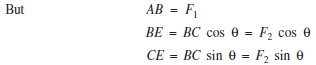 But AB = F₁
BE = BC cos θ = F₂ cos θ
CE = BC sin θ = F₂ sin θ